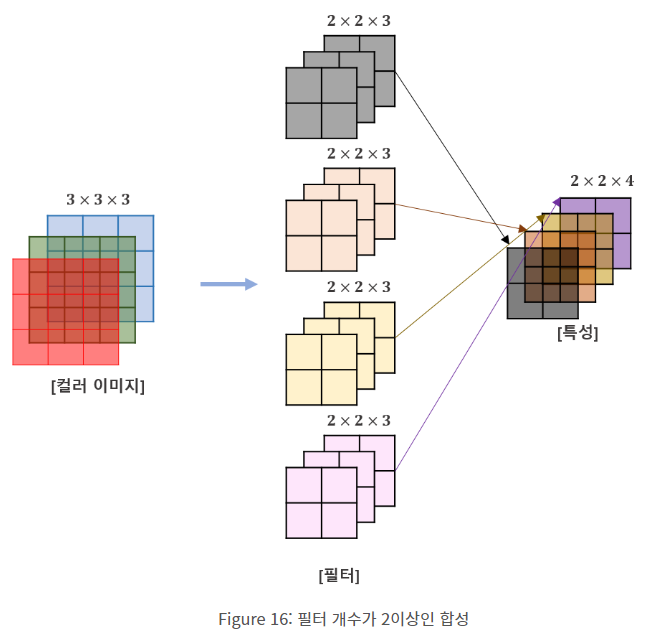 2 × 2 × 3
2 × 2 × 3
3 × 3 × 3
2 × 2 × 4
[특성]
2 × 2 × 3
[컬러 이미지]
2 × 2 × 3
[필터]
Figure 16: 필터 개수가 2이상인 합성